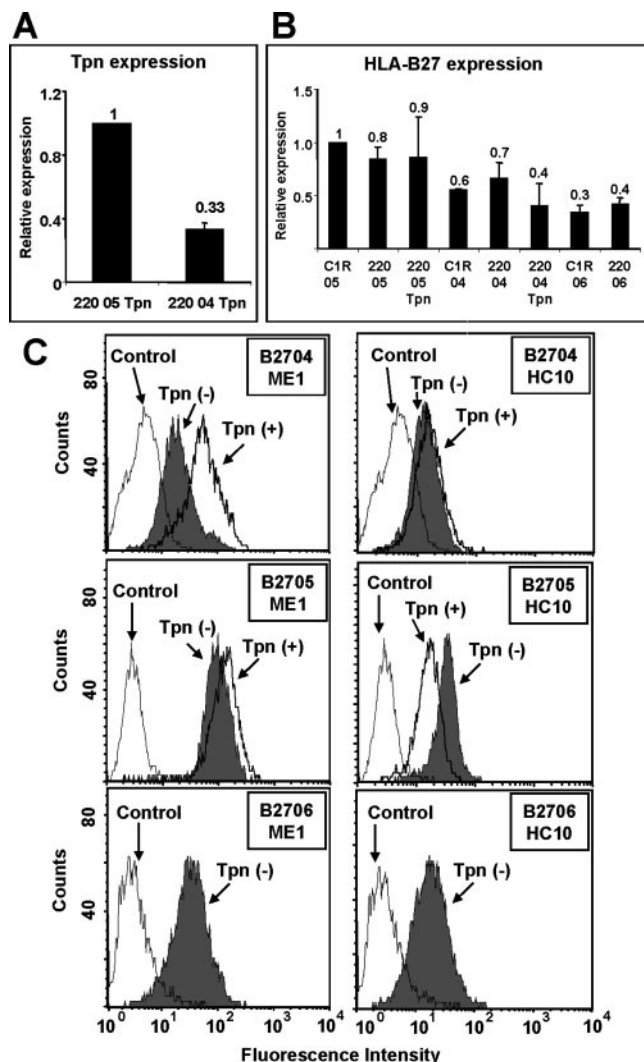 A
Tpn expression
Relative expression
1.2
0.8
0.4
0
1
0.33
220 05 Tpn
220 04 Tpn
B
HLA-B27 expression
Relative expression
1.5
1.0
0.5
1
0.8
0.9
0.6
0.7
0.4
0.3
0.4
C1R 05
220 05
220 05 Tpn
C1R 04
220 04
220 04 Tpn
C1R 06
220 06
C
Counts
80
40
Control
Tpn (-)
Tpn (+)
B2704
ME1
Control
Tpn (-)
Tpn (+)
B2704
HC10
Counts
80
40
Control
Tpn (-)
Tpn (+)
B2705
ME1
Control
Tpn (+)
Tpn (-)
B2705
HC10
Counts
80
40
Control
Tpn (-)
B2706
ME1
Control
Tpn (-)
B2706
HC10
10^0 10^1 10^2 10^3 10^4
10^0 10^1 10^2 10^3 10^4
Fluorescence Intensity